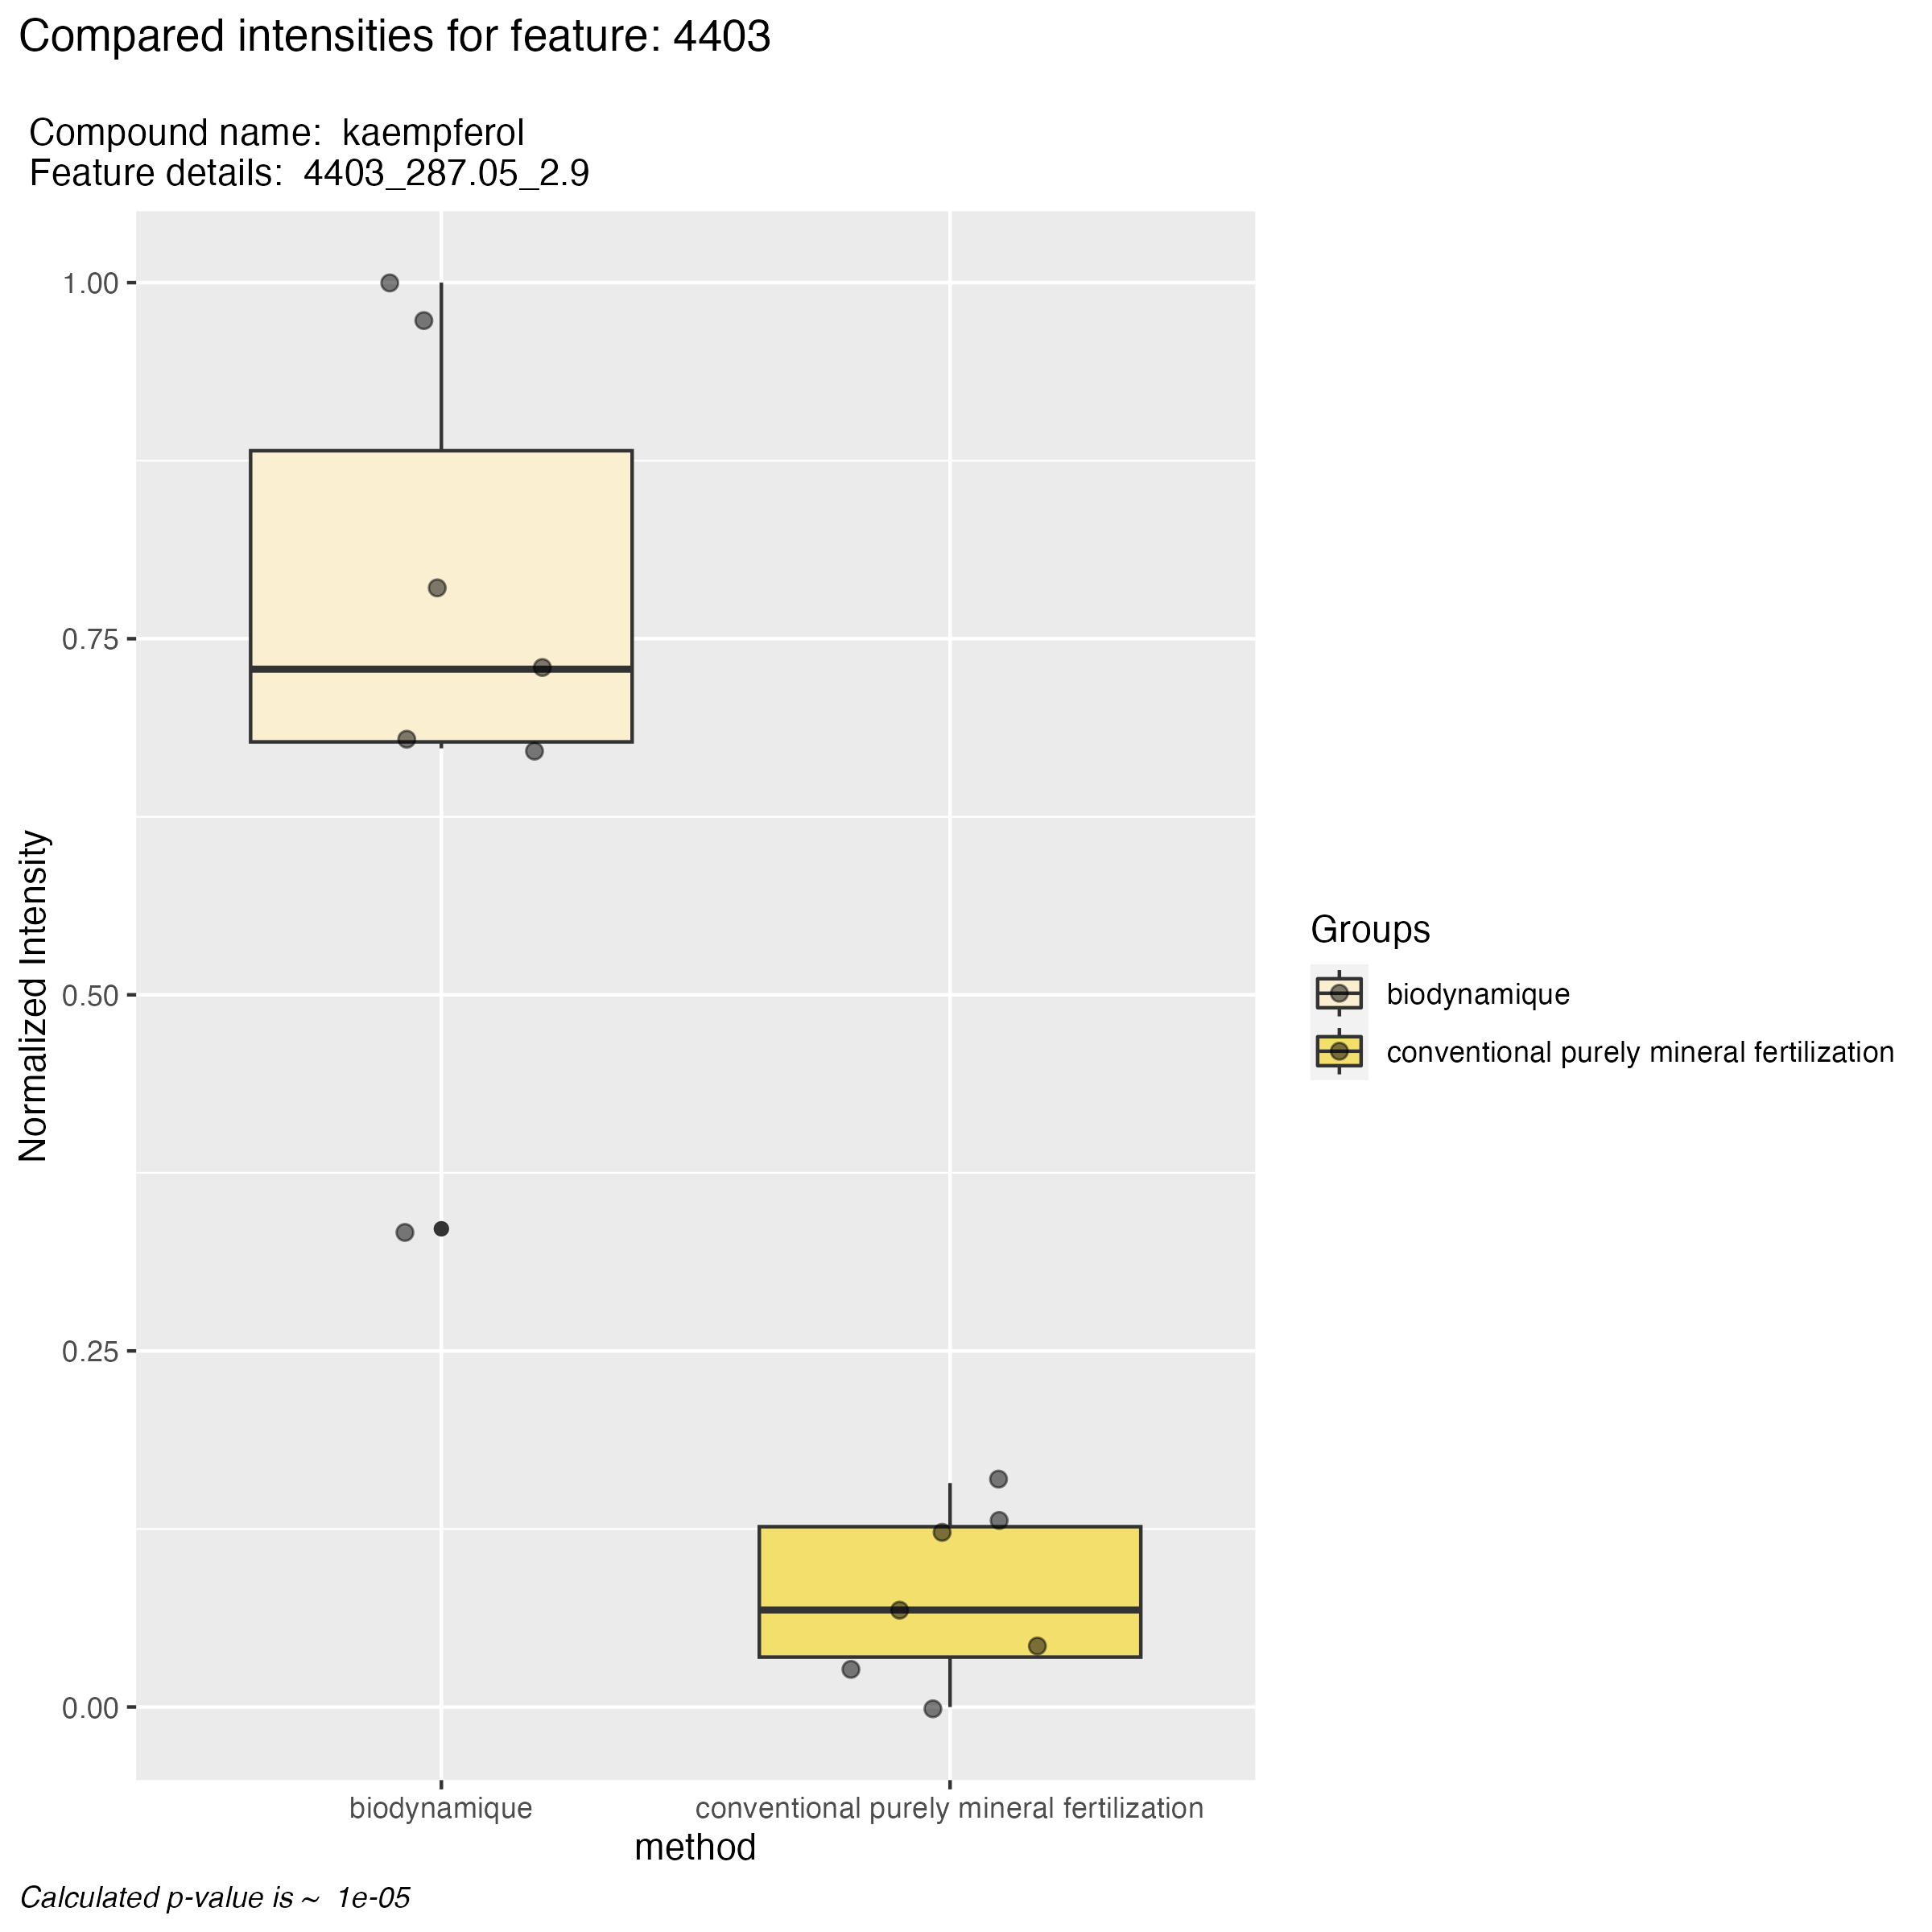 Compared intensities for feature: 4403
Compound name:  kaempferol
Feature details:  4403_287.05_2.9
Normalized Intensity
1.00
0.75
0.50
0.25
0.00
biodynamique
conventional purely mineral fertilization
method
Groups
biodynamique
conventional purely mineral fertilization
Calculated p-value is ~  1e-05